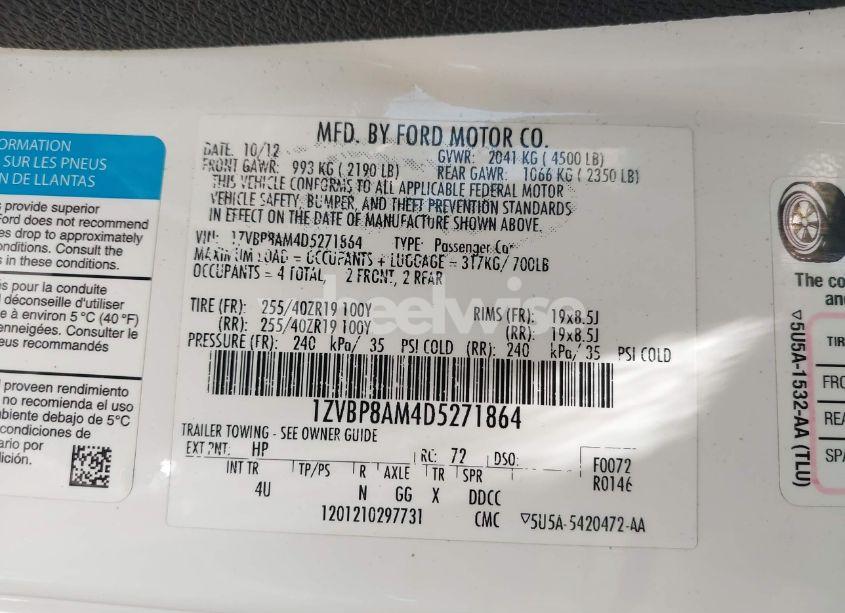 ORMATION
SUR LES PNEUS
N DE LLANTAS
s provide superior
Ford does not recommend
es drop to approximately
onditions. Consult the
s in these conditions.
és pour la conduite
d déconseille d'utiliser
e à environ 5 °C (40 °F)
enneigées. Consulter le
eues recommandés
proveen rendimiento
no recomienda el uso
mbiente debajo de 5°C
condiciones de
ario por
dición.
MFD. BY FORD MOTOR CO.
DATE: 10/12 GVWR: 2041 KG ( 4500 LB)
FRONT GAWR: 993 KG ( 2190 LB) REAR GAWR: 1066 KG ( 2350 LB)
THIS VEHICLE CONFORMS TO ALL APPLICABLE FEDERAL MOTOR
VEHICLE SAFETY, BUMPER, AND THEFT PREVENTION STANDARDS
IN EFFECT ON THE DATE OF MANUFACTURE SHOWN ABOVE.
VIN: 1ZVBP8AM4D5271864 TYPE: Passenger Car
MAXIMUM LOAD = OCCUPANTS + LUGGAGE = 317KG/ 700LB
OCCUPANTS = 4 TOTAL, 2 FRONT, 2 REAR
TIRE (FR): 255/40ZR19 100Y RIMS (FR): 19x8.5J
(RR): 255/40ZR19 100Y (RR): 19x8.5J
PRESSURE (FR): 240 kPa/ 35 PSI COLD (RR): 240 kPa/ 35 PSI COLD
1ZVBP8AM4D5271864
TRAILER TOWING - SEE OWNER GUIDE
EXT PNT: HP RC: 72 DSO: F0072
INT TR TP/PS R AXLE TR SPR R0146
4U N GG X DDCC
1201210297731 CMC ▽5U5A-5420472-AA
wheelwise
The co
an
▽5U5A-1532-AA (TLU)
TIR
FRO
REA
SPA